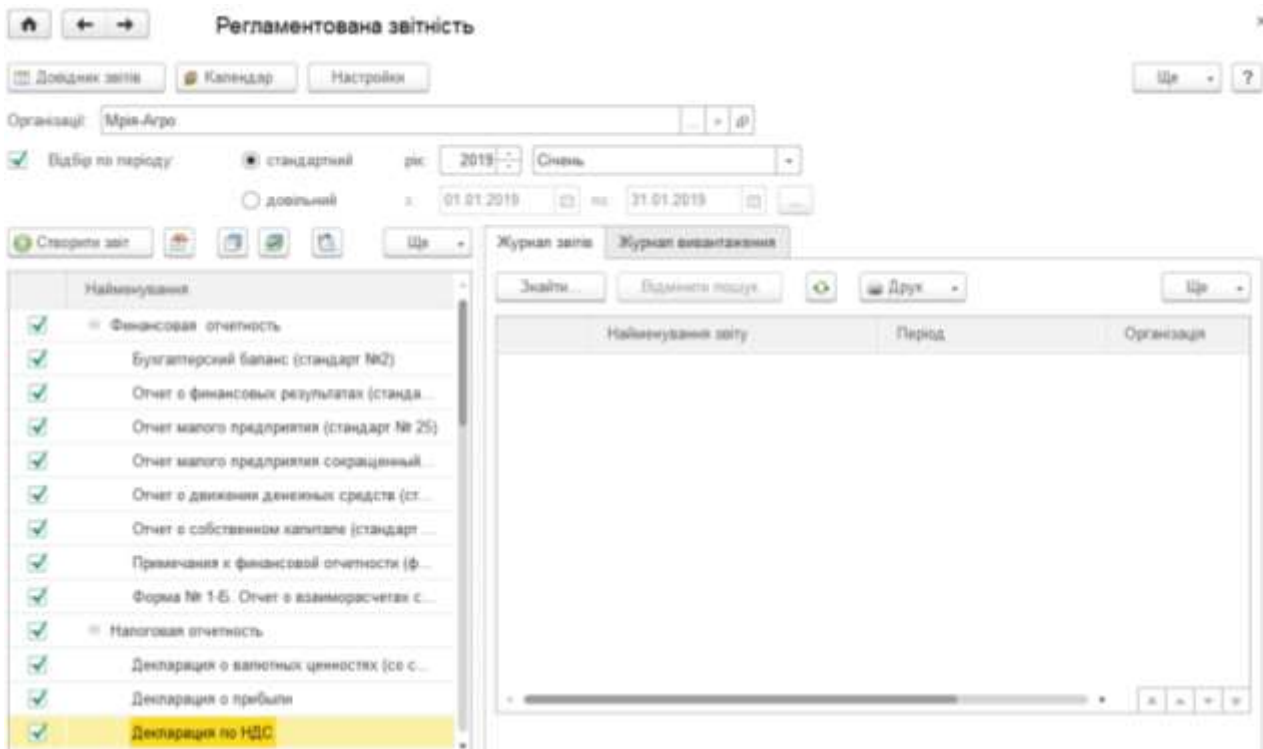 Регламентована звітність
Довідник звітів Календар Настройки Ще ?
Організації: Мрія-Агро
Відбір по періоду стандартний рік: 2019 Січень
довільний з: 01.01.2019 по: 31.01.2019 ...
Створити звіт Ще Журнал звітів Журнал вивантаження
Найменування Знайти... Відмінити пошук Друк Ще
Найменування звіту Період Організація
Финансовая отчетность
Бухгалтерский баланс (стандарт №2)
Отчет о финансовых результатах (станда...
Отчет малого предприятия (стандарт № 25)
Отчет малого предприятия сокращенный...
Отчет о движении денежных средств (ст...
Отчет о собственном капитале (стандарт ...
Примечания к финансовой отчетности (ф...
Форма № 1-Б. Отчет о взаиморасчетах с...
Налоговая отчетность
Декларация о валютных ценностях (со с...
Декларация о прибыли
Декларация по НДС